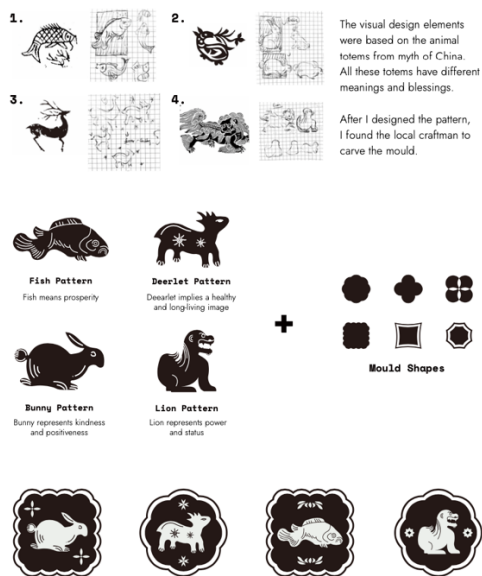 1.
2.
The visual design elements
were based on the animal
totems from myth of China.
All these totems have different
meanings and blessings.
3.
4.
After I designed the pattern,
I found the local craftman to
carve the mould.
Fish Pattern
Fish means prosperity
Deerlet Pattern
Deearlet implies a healthy
and long-living image
+
Mould Shapes
Bunny Pattern
Bunny represents kindness
and positiveness
Lion Pattern
Lion represents power
and status